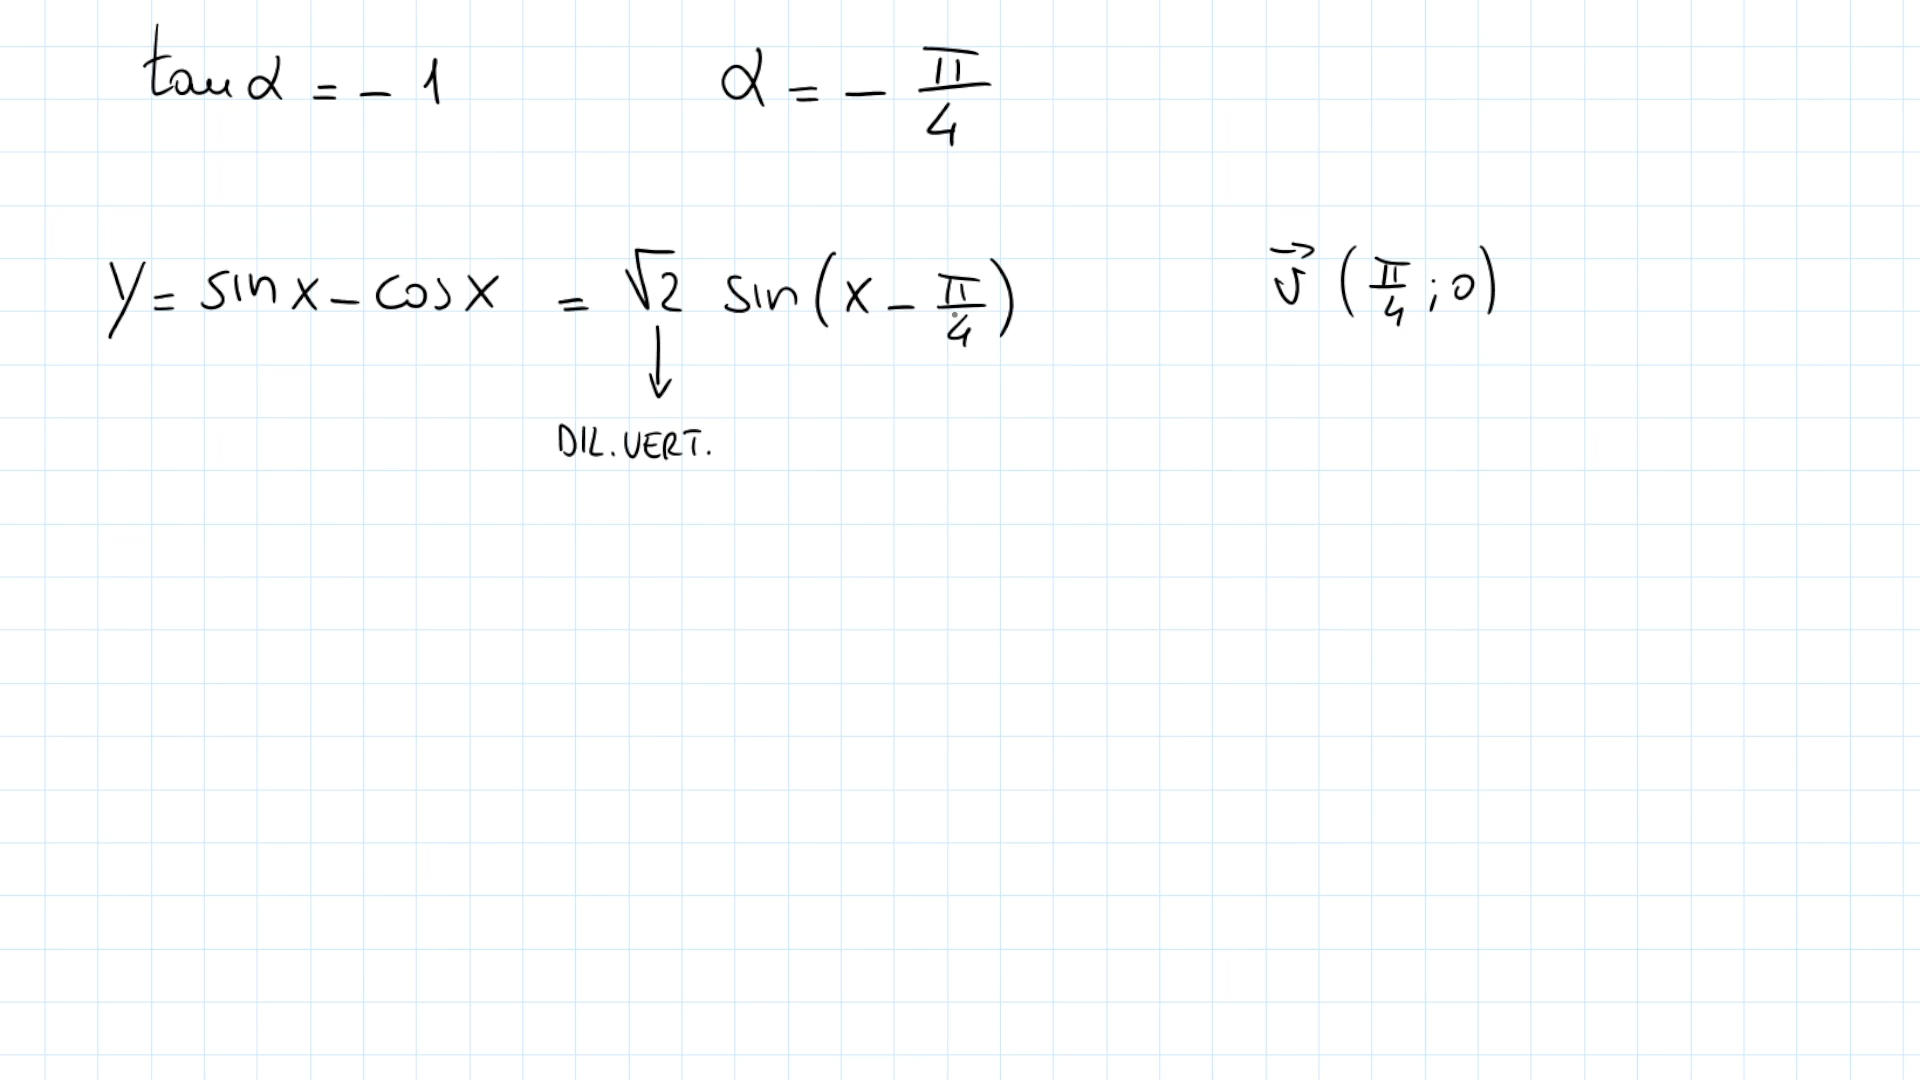 tan α = - 1 α = - π/4
y = sin x - cos x = √2 sin(x - π/4) v⃗ (π/4 ; 0)
↓
DIL. VERT.